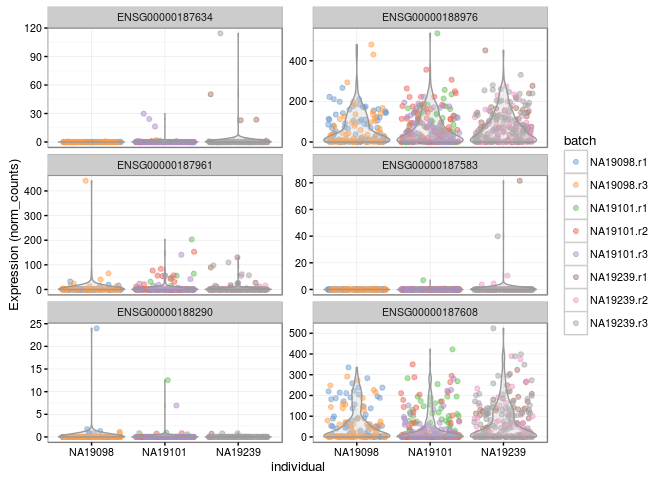 ENSG00000187634
ENSG00000188976
120
90
60
30
0
400
200
0
ENSG00000187961
ENSG00000187583
400
300
200
100
0
80
60
40
20
0
ENSG00000188290
ENSG00000187608
25
20
15
10
5
0
500
400
300
200
100
0
NA19098
NA19101
NA19239
NA19098
NA19101
NA19239
individual
Expression (norm_counts)
batch
NA19098.r1
NA19098.r3
NA19101.r1
NA19101.r2
NA19101.r3
NA19239.r1
NA19239.r2
NA19239.r3